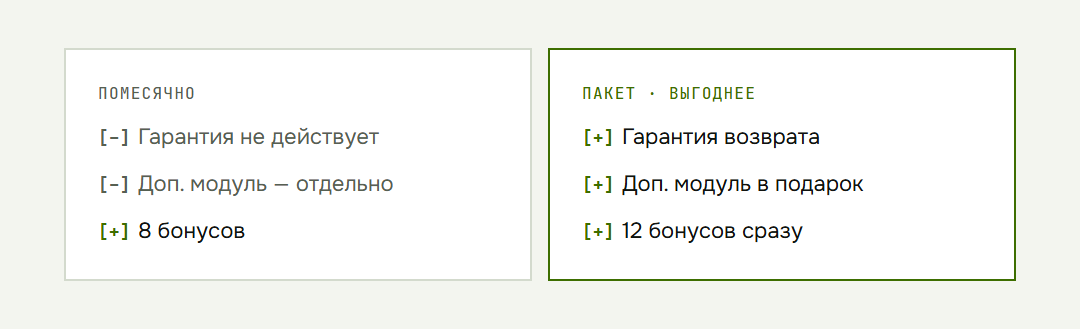 ПОМЕСЯЧНО
[–] Гарантия не действует
[–] Доп. модуль — отдельно
[+] 8 бонусов
ПАКЕТ · ВЫГОДНЕЕ
[+] Гарантия возврата
[+] Доп. модуль в подарок
[+] 12 бонусов сразу